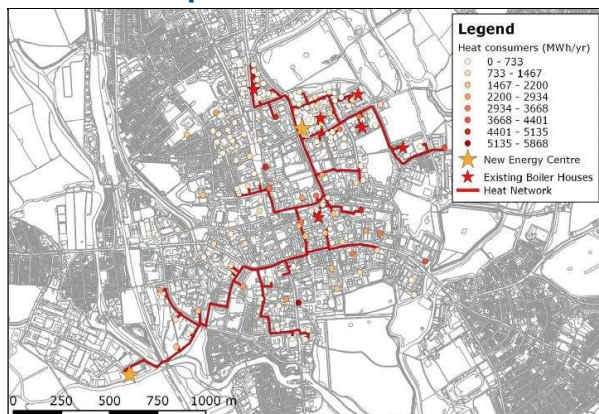 Legend
Heat consumers (MWh/yr)
0 - 733
733 - 1467
1467 - 2200
2200 - 2934
2934 - 3668
3668 - 4401
4401 - 5135
5135 - 5868
New Energy Centre
Existing Boiler Houses
Heat Network
0 250 500 750 1000 m